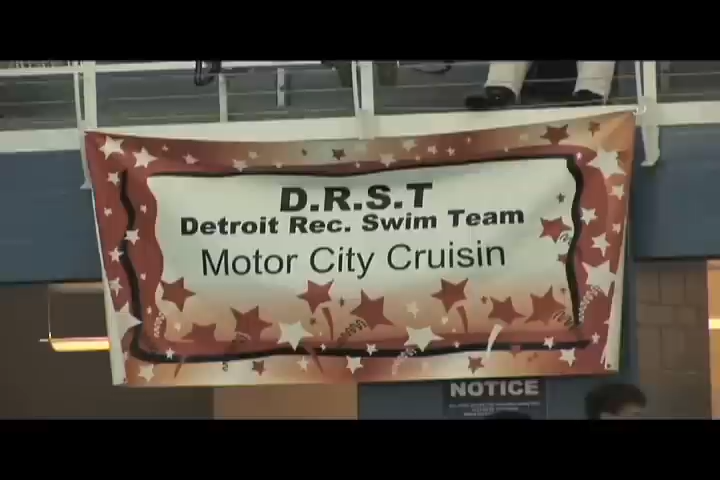 D.R.S.T
Detroit Rec. Swim Team
Motor City Cruisin
NOTICE